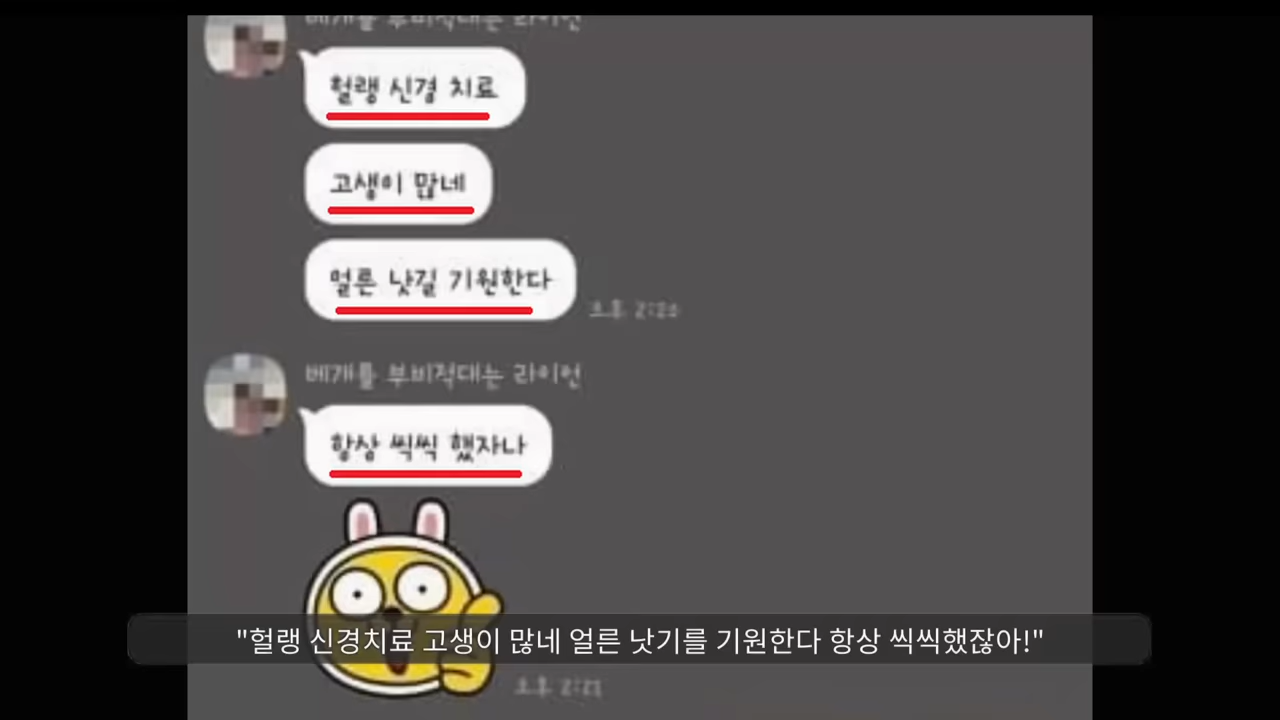 베개를 부비적대는 라이언
헐랭 신경 치료
고생이 많네
얼른 낫길 기원한다
오후 2:20
베개를 부비적대는 라이언
항상 씩씩 했자나
"헐랭 신경치료 고생이 많네 얼른 낫기를 기원한다 항상 씩씩했잖아!"
오후 2:21